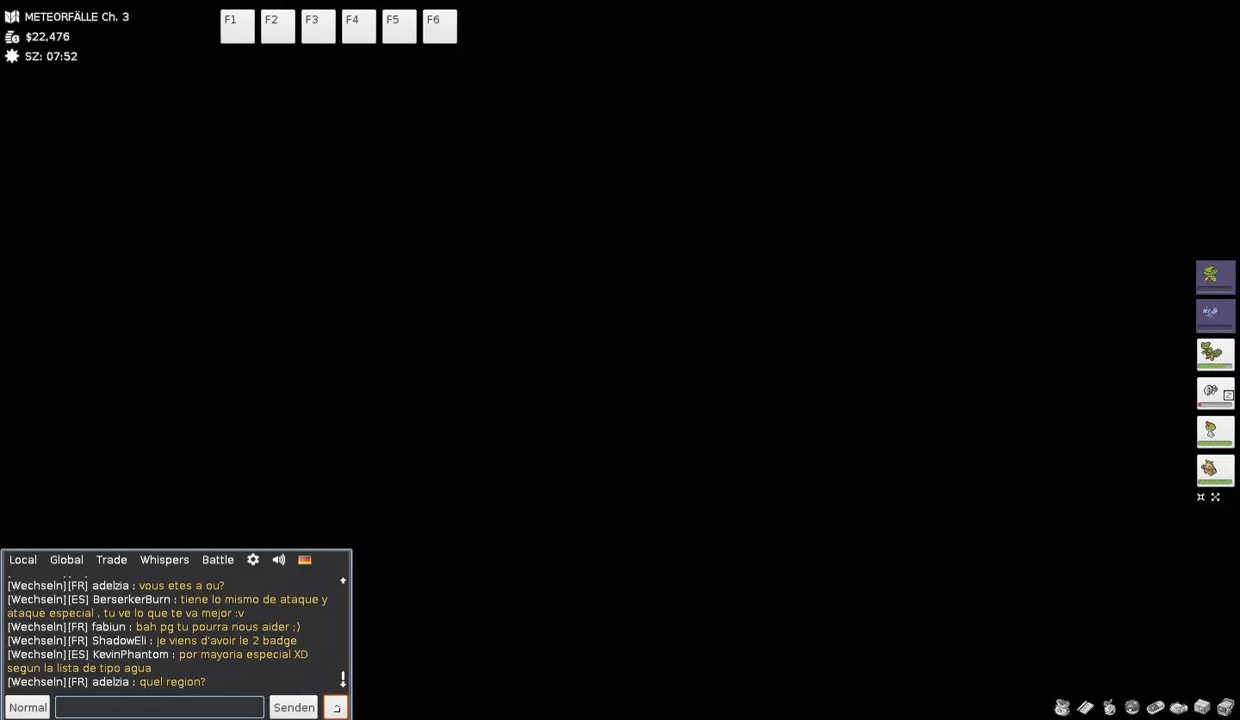 METEORFÄLLE Ch. 3
$22,476
SZ: 07:52
F1 F2 F3 F4 F5 F6
Local Global Trade Whispers Battle
[Wechseln][FR] adelzia : vous etes a ou?
[Wechseln][ES] BerserkerBurn : tiene lo mismo de ataque y
ataque especial , tu ve lo que te va mejor :v
[Wechseln][FR] fabiun : bah pg tu pourra nous aider ;)
[Wechseln][FR] ShadowEli : je viens d'avoir le 2 badge
[Wechseln][ES] KevinPhantom : por mayoria especial XD
segun la lista de tipo agua
[Wechseln][FR] adelzia : quel region?
Normal Senden